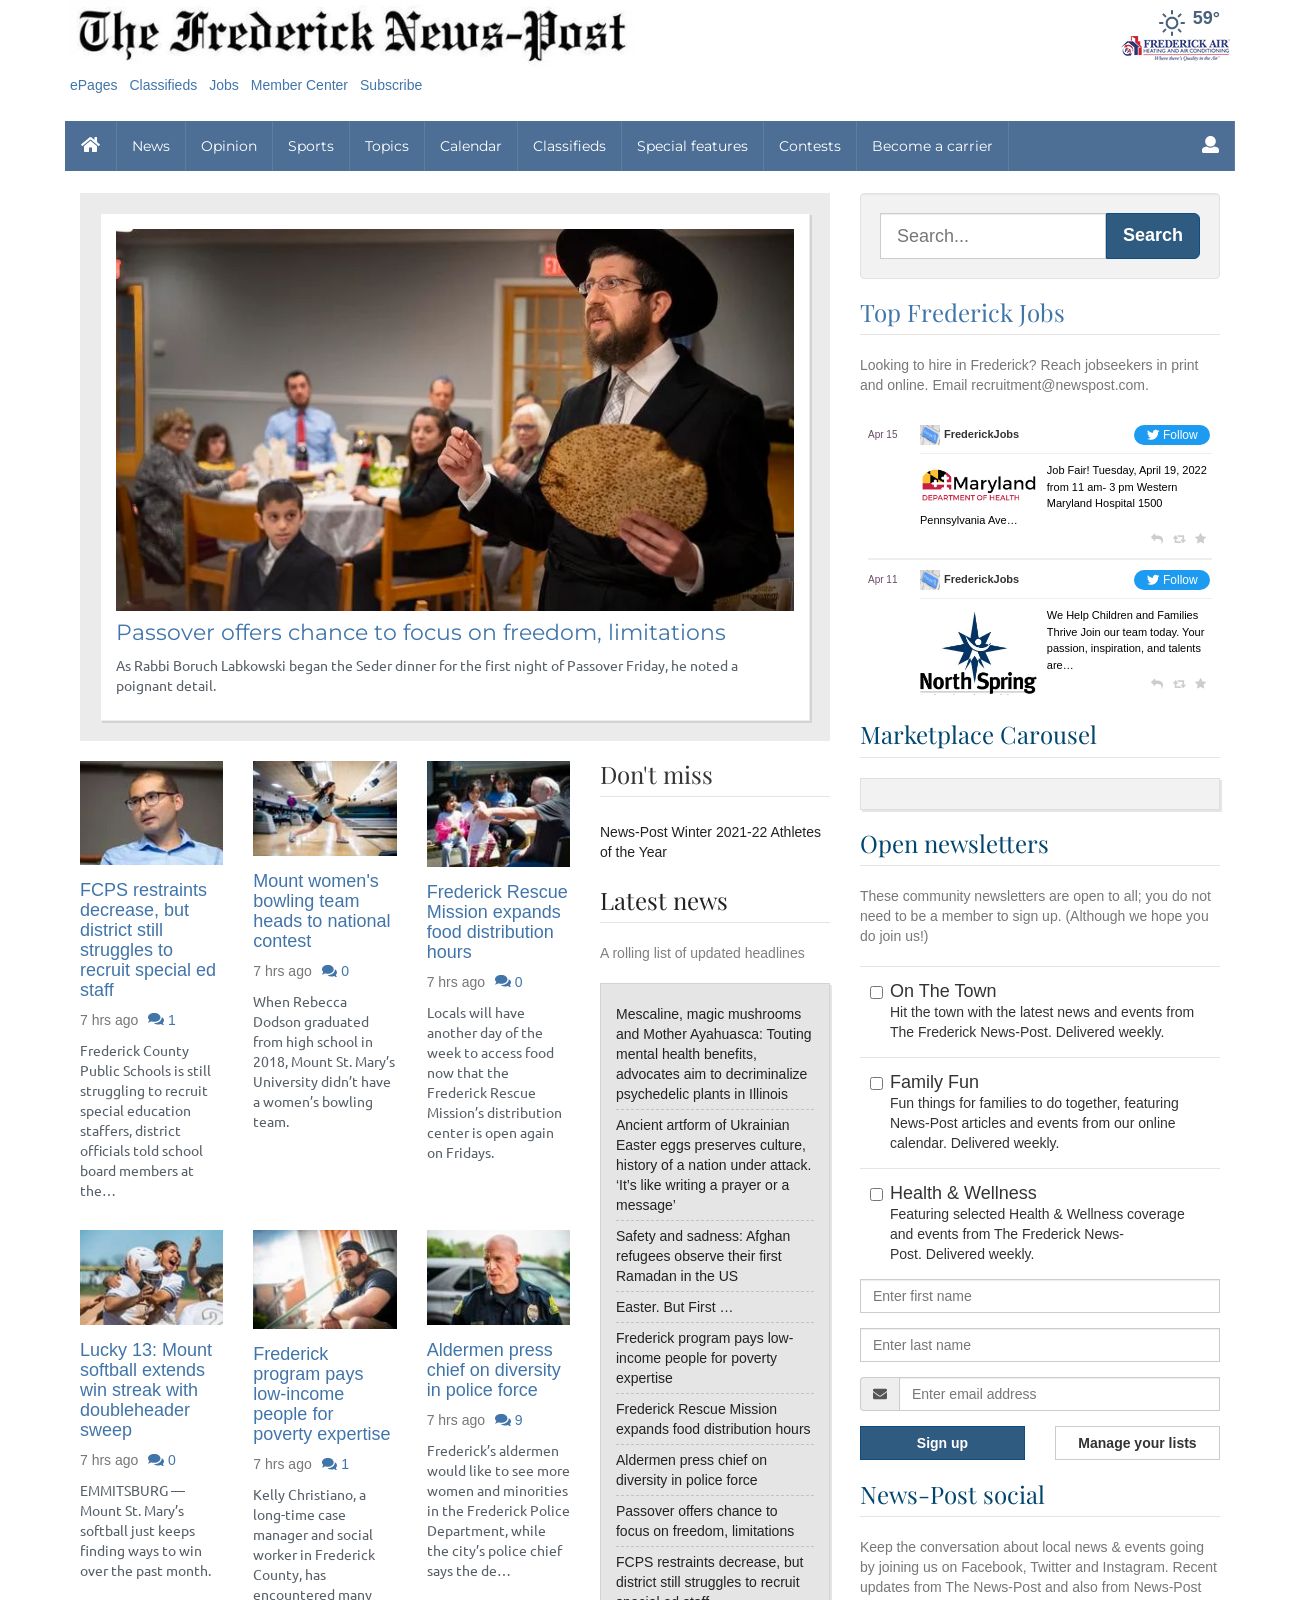 The Frederick News-Post
59°
FREDERICK AIR
HEATING AND AIR CONDITIONING
Where there's Quality in the Air
ePages Classifieds Jobs Member Center Subscribe
News Opinion Sports Topics Calendar Classifieds Special features Contests Become a carrier
Passover offers chance to focus on freedom, limitations
As Rabbi Boruch Labkowski began the Seder dinner for the first night of Passover Friday, he noted a
poignant detail.
FCPS restraints
decrease, but
district still
struggles to
recruit special ed
staff
7 hrs ago 1
Frederick County
Public Schools is still
struggling to recruit
special education
staffers, district
officials told school
board members at
the…
Mount women's
bowling team
heads to national
contest
7 hrs ago 0
When Rebecca
Dodson graduated
from high school in
2018, Mount St. Mary’s
University didn’t have
a women’s bowling
team.
Frederick Rescue
Mission expands
food distribution
hours
7 hrs ago 0
Locals will have
another day of the
week to access food
now that the
Frederick Rescue
Mission’s distribution
center is open again
on Fridays.
Lucky 13: Mount
softball extends
win streak with
doubleheader
sweep
7 hrs ago 0
EMMITSBURG —
Mount St. Mary’s
softball just keeps
finding ways to win
over the past month.
Frederick
program pays
low-income
people for
poverty expertise
7 hrs ago 1
Kelly Christiano, a
long-time case
manager and social
worker in Frederick
County, has
encountered many
Aldermen press
chief on diversity
in police force
7 hrs ago 9
Frederick’s aldermen
would like to see more
women and minorities
in the Frederick Police
Department, while
the city’s police chief
says the de…
Don't miss
News-Post Winter 2021-22 Athletes
of the Year
Latest news
A rolling list of updated headlines
Mescaline, magic mushrooms
and Mother Ayahuasca: Touting
mental health benefits,
advocates aim to decriminalize
psychedelic plants in Illinois
Ancient artform of Ukrainian
Easter eggs preserves culture,
history of a nation under attack.
‘It’s like writing a prayer or a
message’
Safety and sadness: Afghan
refugees observe their first
Ramadan in the US
Easter. But First …
Frederick program pays low-
income people for poverty
expertise
Frederick Rescue Mission
expands food distribution hours
Aldermen press chief on
diversity in police force
Passover offers chance to
focus on freedom, limitations
FCPS restraints decrease, but
district still struggles to recruit
special ed staff
Search...
Search
Top Frederick Jobs
Looking to hire in Frederick? Reach jobseekers in print
and online. Email recruitment@newspost.com.
Apr 15 FrederickJobs Follow
Maryland
DEPARTMENT OF HEALTH
Job Fair! Tuesday, April 19, 2022
from 11 am- 3 pm Western
Maryland Hospital 1500
Pennsylvania Ave…
Apr 11 FrederickJobs Follow
North Spring
We Help Children and Families
Thrive Join our team today. Your
passion, inspiration, and talents
are…
Marketplace Carousel
Open newsletters
These community newsletters are open to all; you do not
need to be a member to sign up. (Although we hope you
do join us!)
On The Town
Hit the town with the latest news and events from
The Frederick News-Post. Delivered weekly.
Family Fun
Fun things for families to do together, featuring
News-Post articles and events from our online
calendar. Delivered weekly.
Health & Wellness
Featuring selected Health & Wellness coverage
and events from The Frederick News-
Post. Delivered weekly.
Enter first name
Enter last name
Enter email address
Sign up
Manage your lists
News-Post social
Keep the conversation about local news & events going
by joining us on Facebook, Twitter and Instagram. Recent
updates from The News-Post and also from News-Post